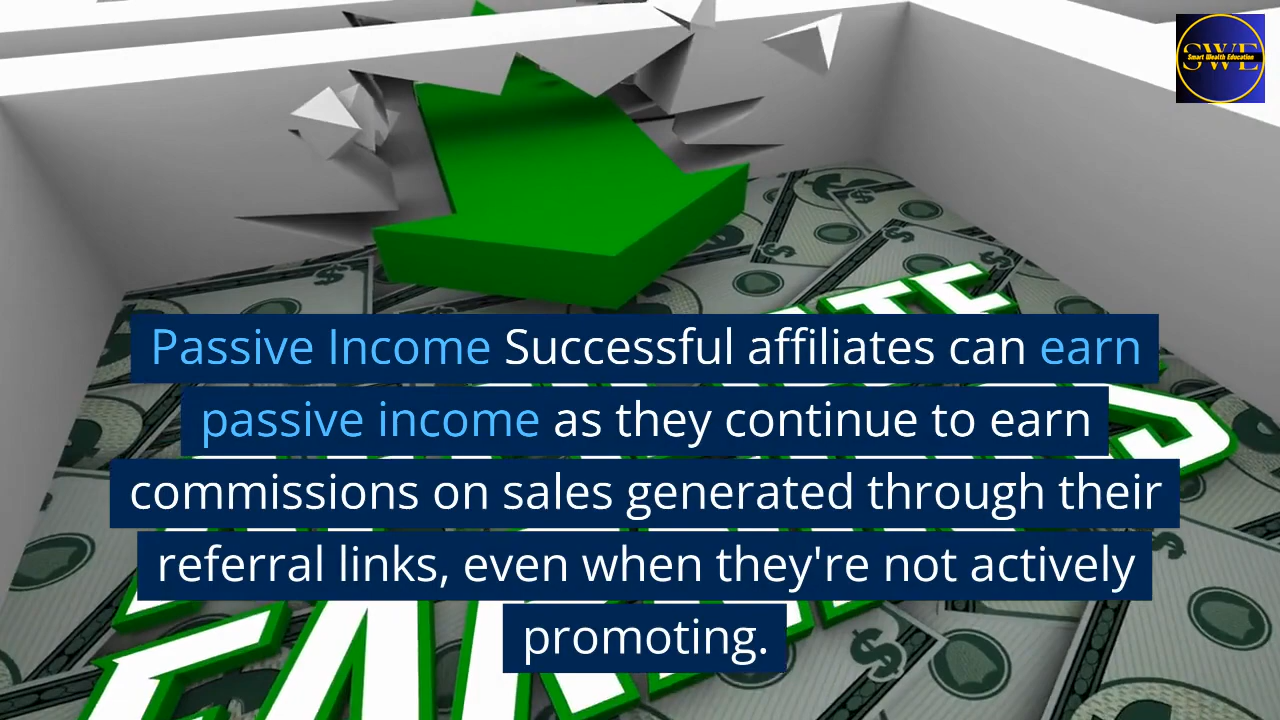 SWE
Smart Wealth Education
Passive Income Successful affiliates can earn
passive income as they continue to earn
commissions on sales generated through their
referral links, even when they're not actively
promoting.